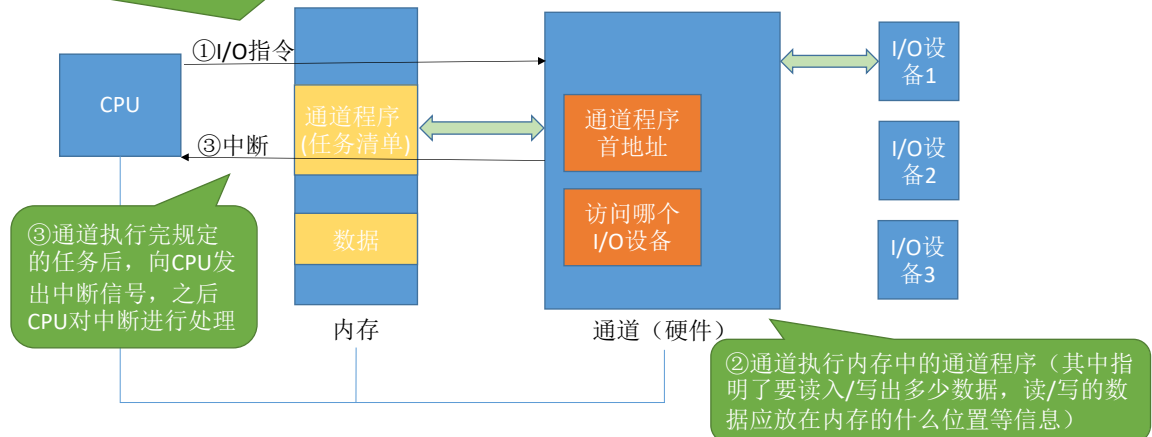 ①I/O指令
CPU
通道程序
(任务清单)
③中断
数据
内存
通道程序
首地址
访问哪个
I/O设备
通道（硬件）
I/O设
备1
I/O设
备2
I/O设
备3
③通道执行完规定
的任务后，向CPU发
出中断信号，之后
CPU对中断进行处理
②通道执行内存中的通道程序（其中指
明了要读入/写出多少数据，读/写的数
据应放在内存的什么位置等信息）